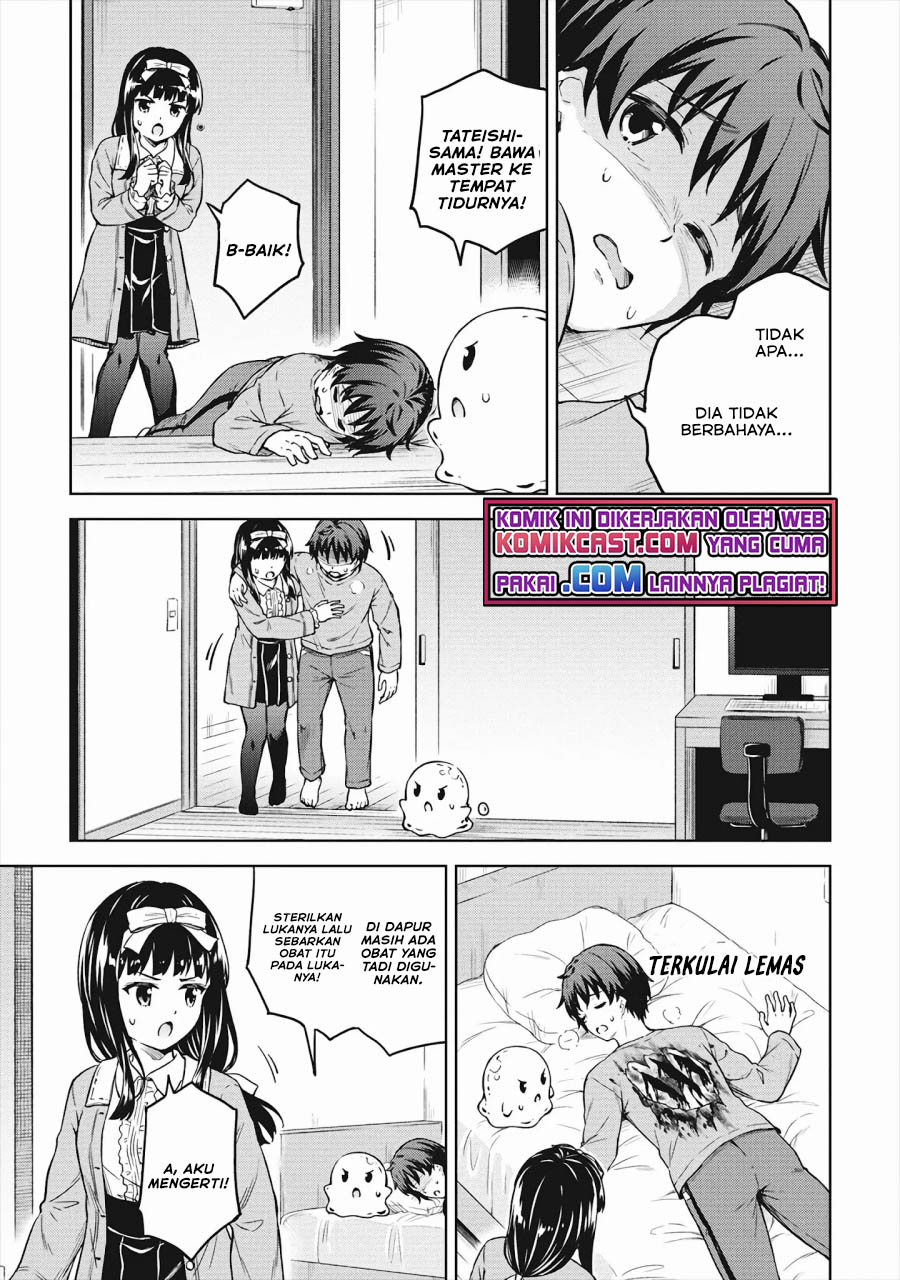 TIDAK
APA...
DIA TIDAK
BERBAHAYA...
TATEISHI-
SAMA! BAWA
MASTER KE
TEMPAT
TIDURNYA!
B-BAIK!
KOMIK INI DIKERJAKAN OLEH WEB
KOMIKCAST.COM YANG CUMA
PAKAI .COM LAINNYA PLAGIAT!
TERKULAI LEMAS
DI DAPUR
MASIH ADA
OBAT YANG
TADI DIGU-
NAKAN.
STERILKAN
LUKANYA LALU
SEBARKAN
OBAT ITU
PADA LUKA-
NYA!
A, AKU
MENGERTI!